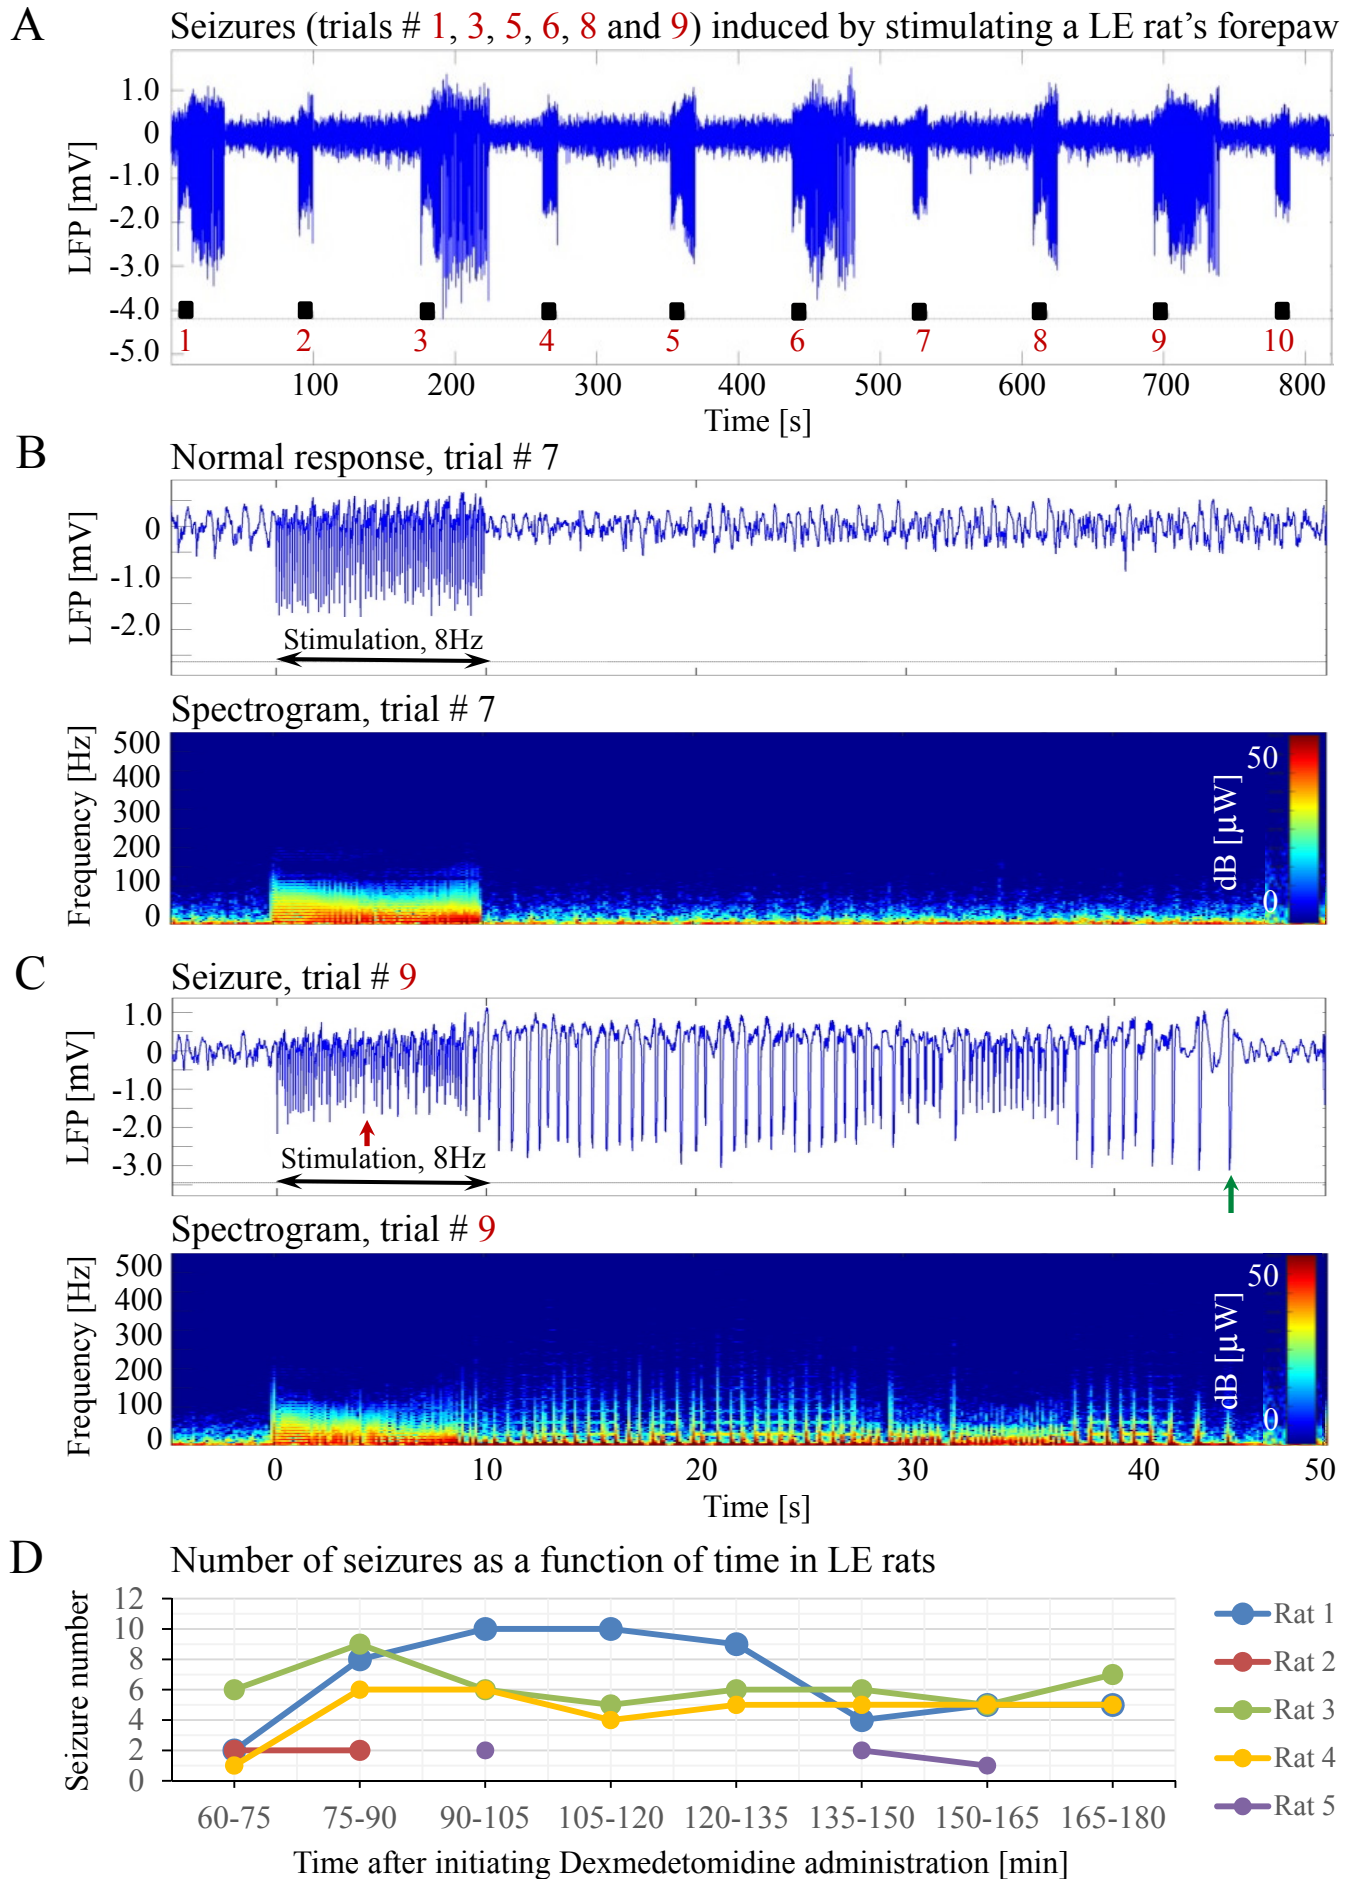 A
Seizures (trials # 1, 3, 5, 6, 8 and 9) induced by stimulating a LE rat's forepaw
LFP [mV]
1.0
0
-1.0
-2.0
-3.0
-4.0
-5.0
1 2 3 4 5 6 7 8 9 10
100 200 300 400 500 600 700 800
Time [s]
B
Normal response, trial # 7
LFP [mV]
0
-1.0
-2.0
Stimulation, 8Hz
Spectrogram, trial # 7
Frequency [Hz]
500
400
300
200
100
0
dB [µW]
50
0
C
Seizure, trial # 9
LFP [mV]
1.0
0
-1.0
-2.0
-3.0
Stimulation, 8Hz
Spectrogram, trial # 9
Frequency [Hz]
500
400
300
200
100
0
dB [µW]
50
0
0 10 20 30 40 50
Time [s]
D
Number of seizures as a function of time in LE rats
Seizure number
12
10
8
6
4
2
0
60-75 75-90 90-105 105-120 120-135 135-150 150-165 165-180
Time after initiating Dexmedetomidine administration [min]
Rat 1
Rat 2
Rat 3
Rat 4
Rat 5